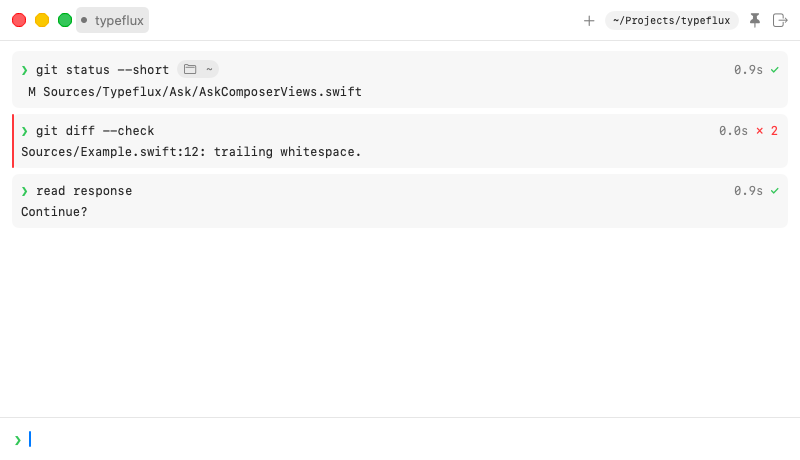 typeflux
~/Projects/typeflux
❯ git status --short ~ 0.9s ✓
M Sources/Typeflux/Ask/AskComposerViews.swift
❯ git diff --check 0.0s × 2
Sources/Example.swift:12: trailing whitespace.
❯ read response 0.9s ✓
Continue?
❯